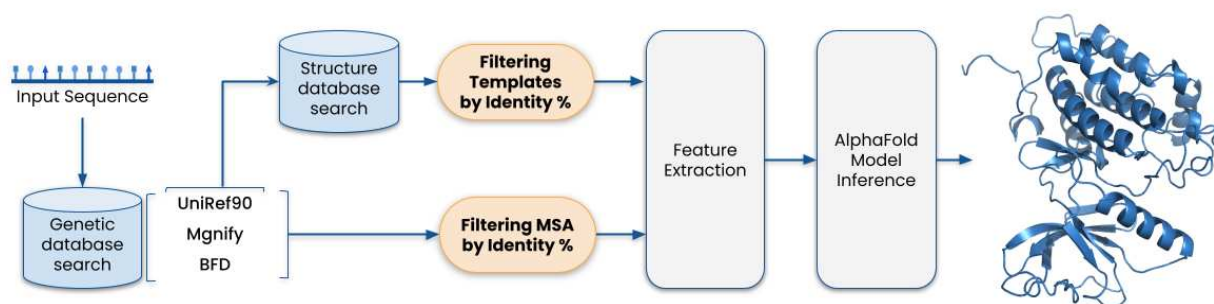 Input Sequence
Genetic
database
search
UniRef90
Mgnify
BFD
Structure
database
search
Filtering
Templates
by Identity %
Filtering MSA
by Identity %
Feature
Extraction
AlphaFold
Model
Inference